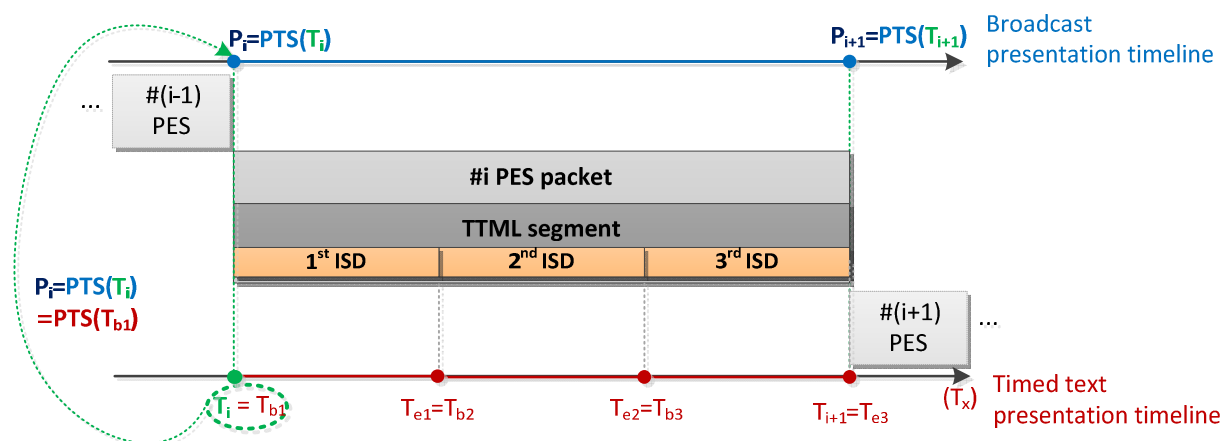 Pi=PTS(Ti)
Pi+1=PTS(Ti+1)
Broadcast
presentation timeline
...
#(i-1)
PES
#i PES packet
TTML segment
1st ISD
2nd ISD
3rd ISD
Pi=PTS(Ti)
=PTS(Tb1)
#(i+1)
PES
...
Ti = Tb1
Te1=Tb2
Te2=Tb3
Ti+1=Te3
(Tx)
Timed text
presentation timeline